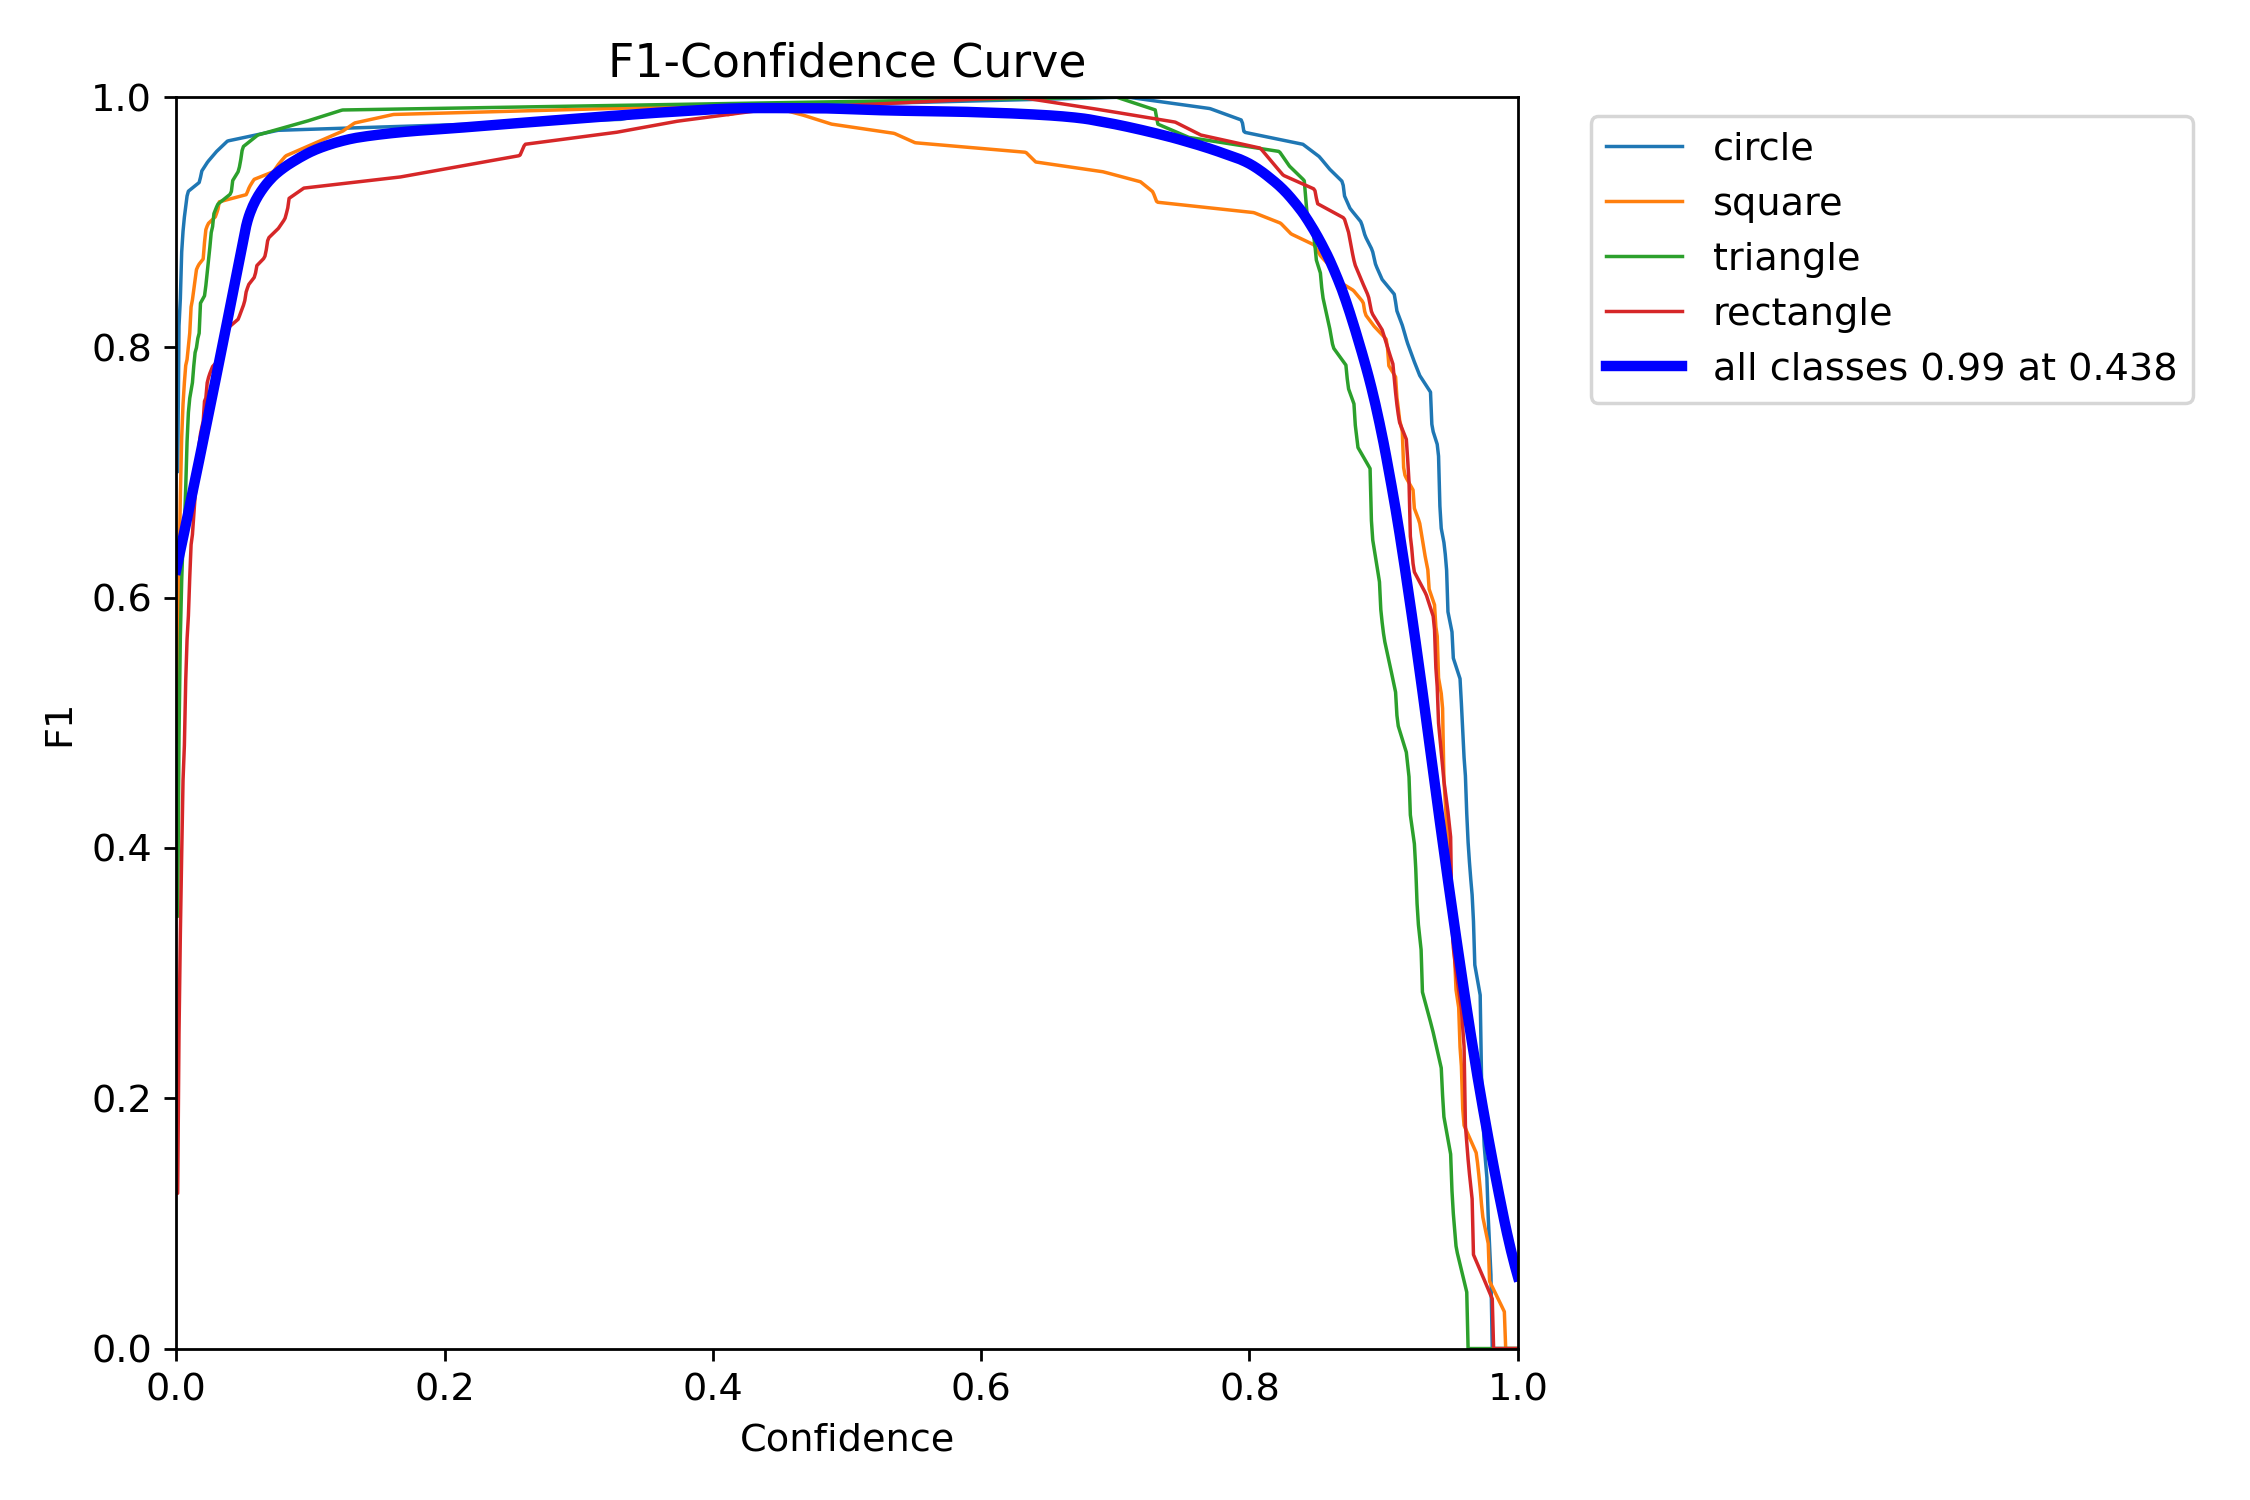 F1-Confidence Curve
1.0
0.8
0.6
0.4
0.2
0.0
F1
0.0 0.2 0.4 0.6 0.8 1.0
Confidence
circle
square
triangle
rectangle
all classes 0.99 at 0.438